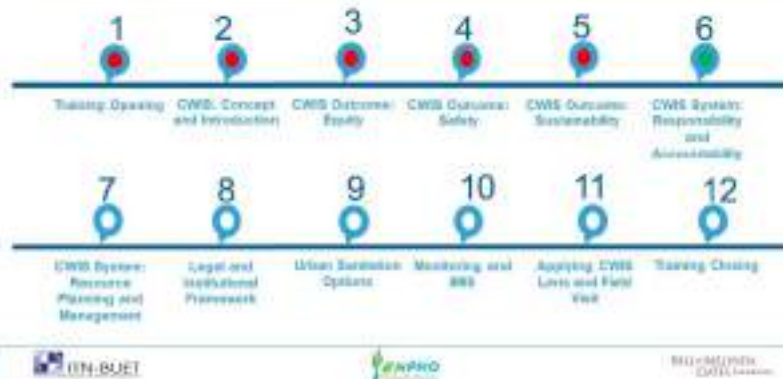 1 2 3 4 5 6
Training Opening CWIS: Concept CWIS Outcome: CWIS Outcome: CWIS Outcome: CWIS System:
and Introduction Equity Safety Sustainability Responsibility
and
Accountability
7 8 9 10 11 12
CWIS System: Legal and Urban Sanitation Monitoring and Applying CWIS Training Closing
Resource Institutional Options Lens and Field
Planning and Framework Visit
Management
ITN-BUET ENPRO